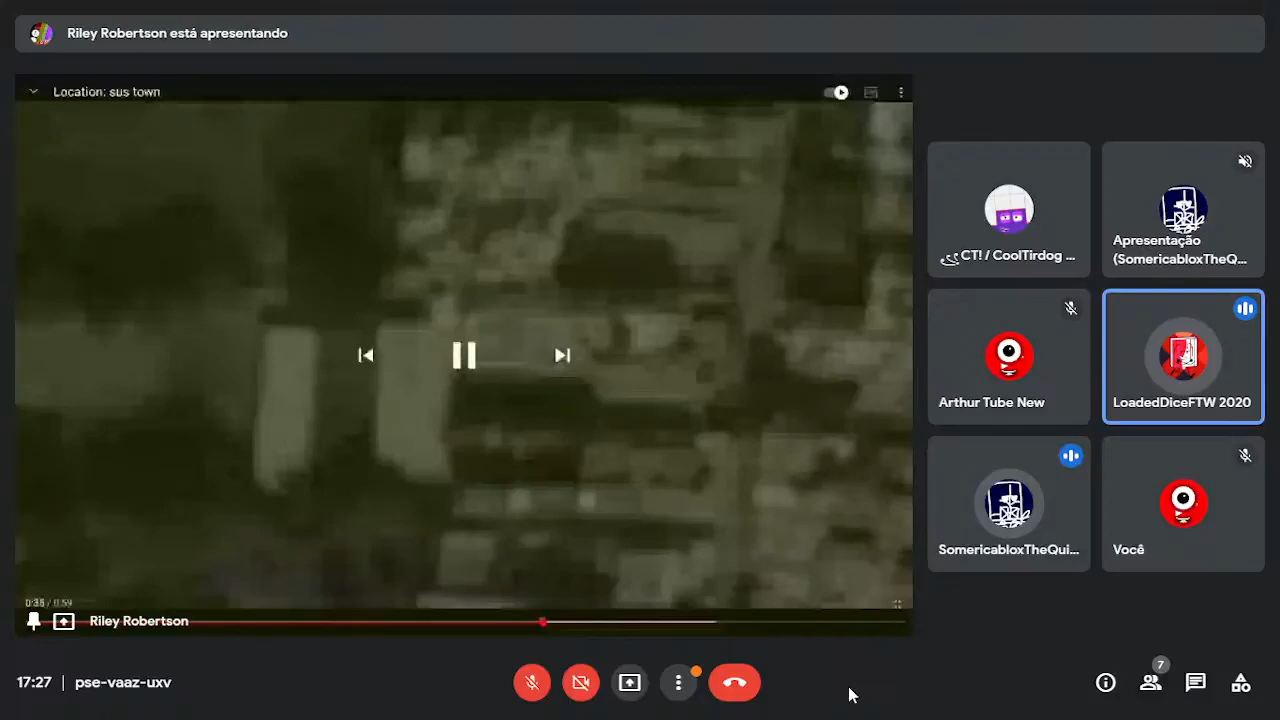 Riley Robertson está apresentando
Location: sus town
CT! / CoolTirdog ...
Apresentação
(SomericabloxTheQ...
Arthur Tube New
LoadedDiceFTW 2020
SomericabloxTheQui...
Você
0:35 / 0:59
Riley Robertson
17:27 | pse-vaaz-uxv
7